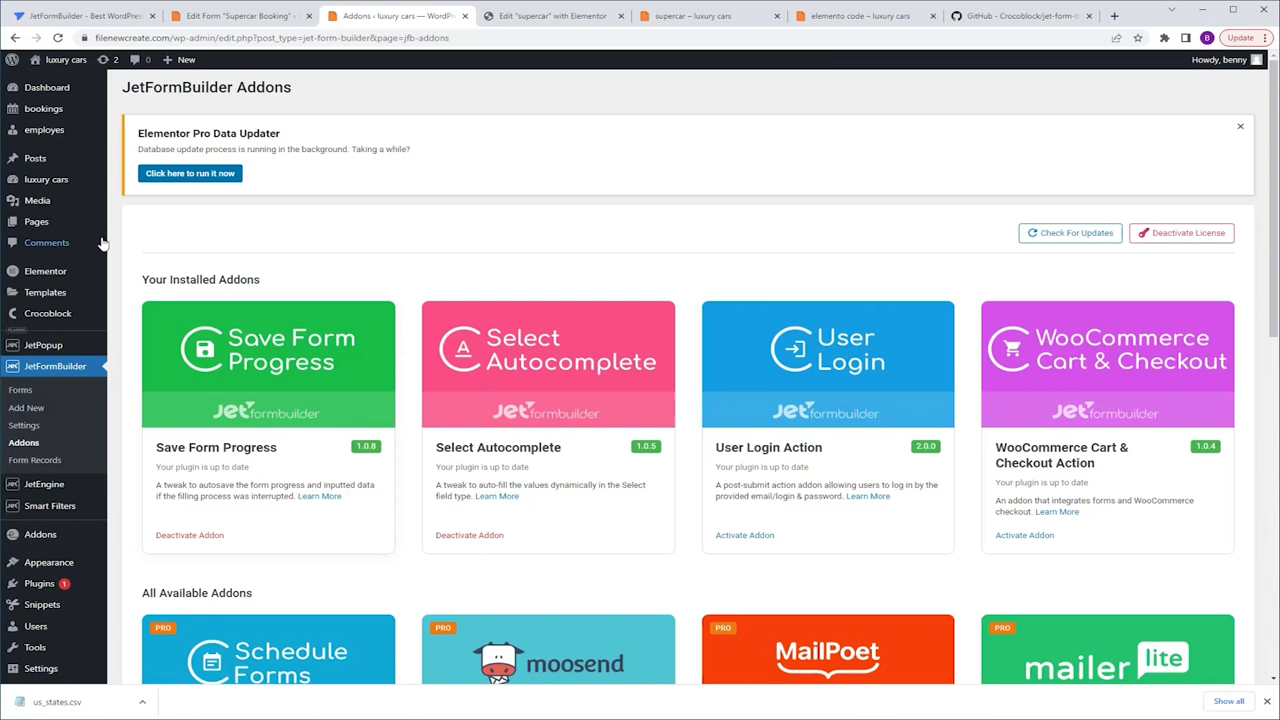 JetFormBuilder - Best WordPress
Edit Form "Supercar Booking" ‹
Addons ‹ luxury cars — WordPr
Edit "supercar" with Elementor
supercar – luxury cars
elemento code – luxury cars
GitHub - Crocoblock/jet-form-b
filenewcreate.com/wp-admin/edit.php?post_type=jet-form-builder&page=jfb-addons
B
Update
luxury cars
2
0
New
Howdy, benny
Dashboard
bookings
employes
Posts
luxury cars
Media
Pages
Comments
Elementor
Templates
Crocoblock
JetPopup
JetFormBuilder
Forms
Add New
Settings
Addons
Form Records
JetEngine
Smart Filters
Addons
Appearance
Plugins 1
Snippets
Users
Tools
Settings
JetFormBuilder Addons
Elementor Pro Data Updater
Database update process is running in the background. Taking a while?
Click here to run it now
Check For Updates
Deactivate License
Your Installed Addons
Save Form
Progress
Jetformbuilder
Save Form Progress
1.0.8
Your plugin is up to date
A tweak to autosave the form progress and inputted data
if the filling process was interrupted. Learn More
Deactivate Addon
Select
Autocomplete
Jetformbuilder
Select Autocomplete
1.0.5
Your plugin is up to date
A tweak to auto-fill the values dynamically in the Select
field type. Learn More
Deactivate Addon
User
Login
Jetformbuilder
User Login Action
2.0.0
Your plugin is up to date
A post-submit action addon allowing users to log in by the
provided email/login & password. Learn More
Activate Addon
WooCommerce
Cart & Checkout
Jetformbuilder
WooCommerce Cart &
Checkout Action
1.0.4
Your plugin is up to date
An addon that integrates forms and WooCommerce
checkout. Learn More
Activate Addon
All Available Addons
PRO
Schedule
Forms
PRO
moosend
PRO
MailPoet
PRO
mailer lite
us_states.csv
Show all